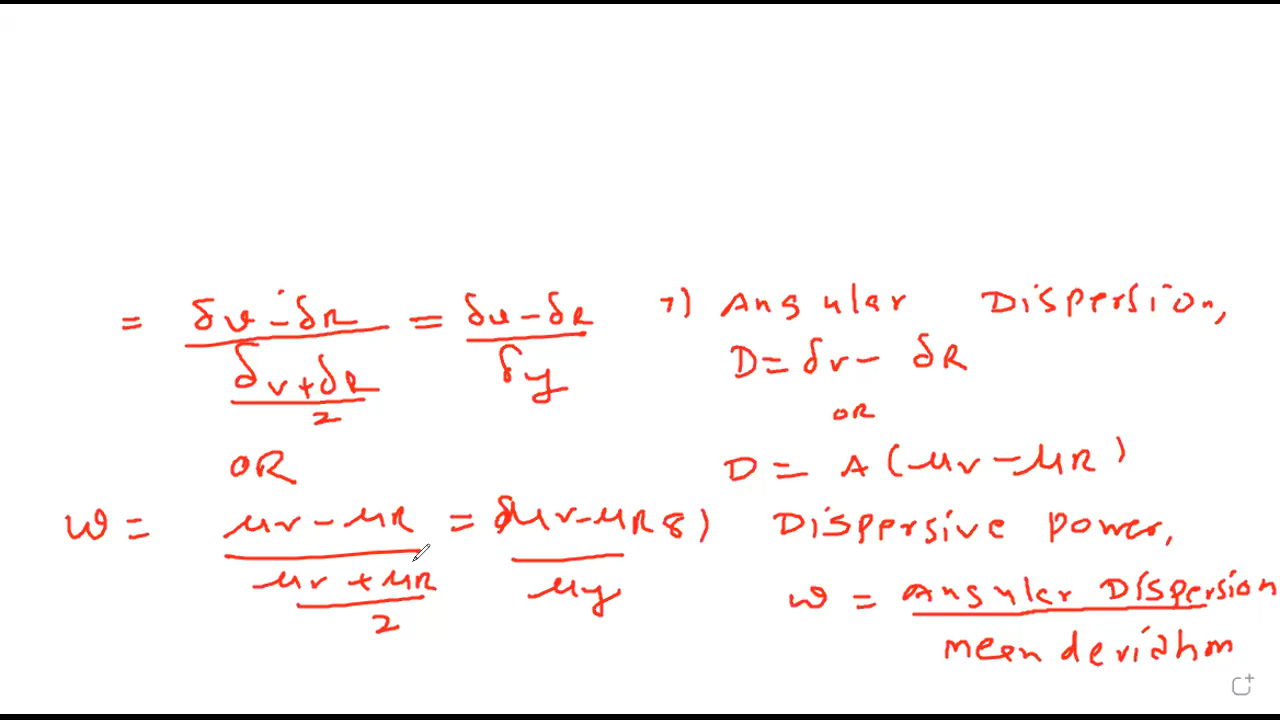 7) Angular Dispersion,
D = δv - δR
OR
D = A (μv - μR)
8) Dispersive power,
ω = Angular Dispersion / mean deviation
= δv - δR / (δv + δR / 2) = δv - δR / δy
OR
ω = μv - μR / (μv + μR / 2) = μv - μR / μy